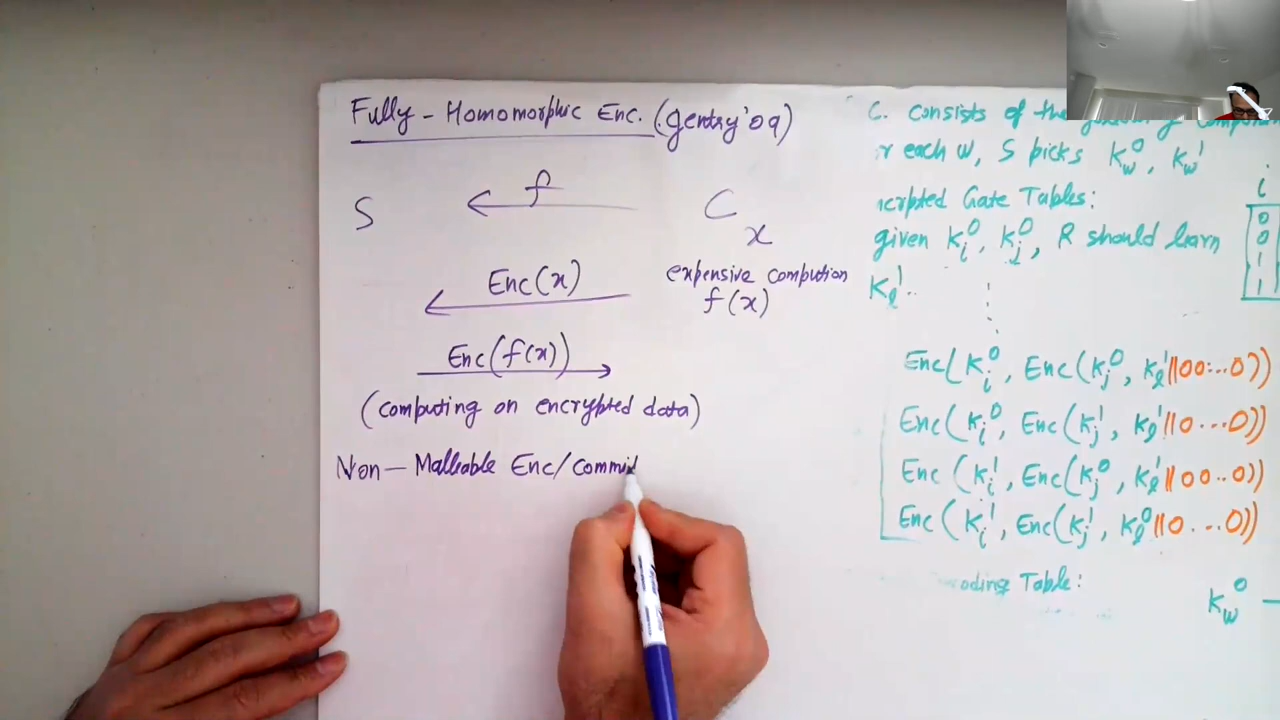 Fully - Homomorphic Enc. (Gentry'09)
S
f
C
x
Enc(x)
expensive compution
f(x)
Enc(f(x))
(computing on encrypted data)
Non - Malleable Enc/Commit
C. consists of the
r each w, S picks K_w^0, K_w^1
crypted Gate Tables:
given K_i^0, K_j^0, R should learn
K_l^1..
i
0
0
1
1
Enc(K_i^0, Enc(K_j^0, K_l^1||00...0))
Enc(K_i^0, Enc(K_j^1, K_l^1||0...0))
Enc(K_i^1, Enc(K_j^0, K_l^1||00..0))
Enc(K_i^1, Enc(K_j^1, K_l^0||0...0))
oding Table:
K_w^0 -